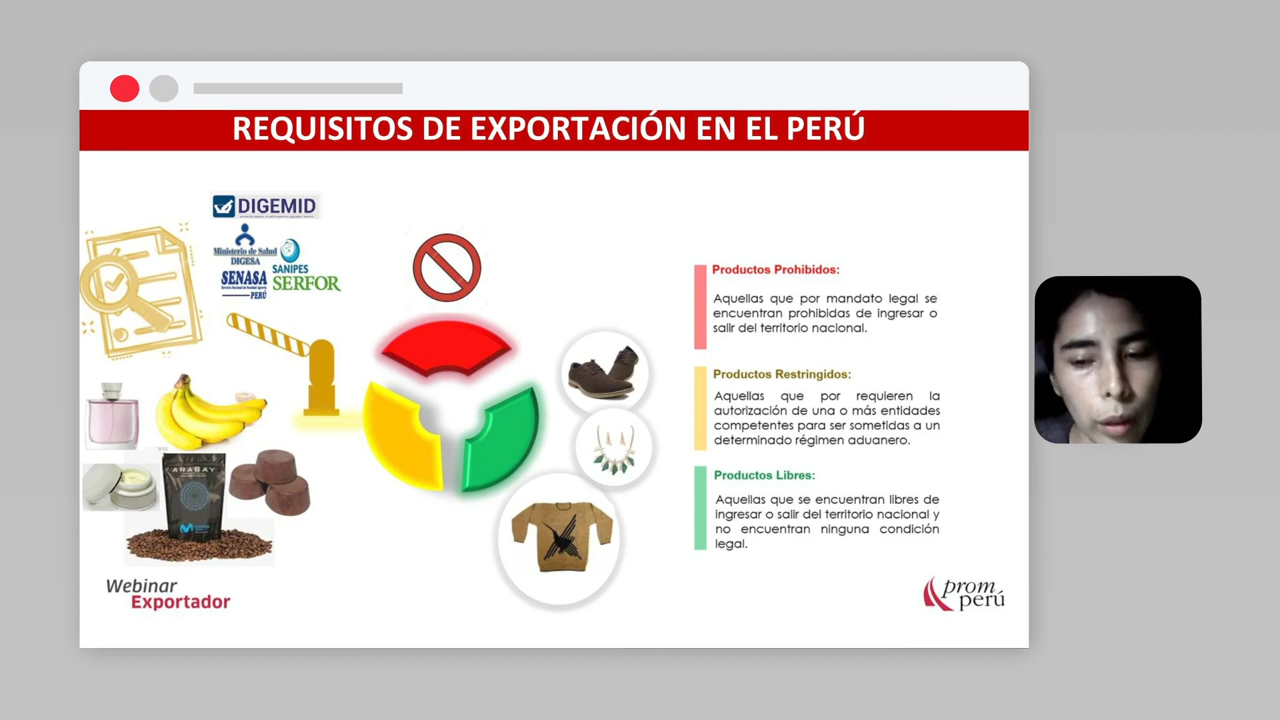 REQUISITOS DE EXPORTACIÓN EN EL PERÚ
DIGEMID
Ministerio de Salud
DIGESA
SANIPES
SENASA
PERÚ
SERFOR
ARABAY
Productos Prohibidos:
Aquellas que por mandato legal se
encuentran prohibidas de ingresar o
salir del territorio nacional.
Productos Restringidos:
Aquellas que por requieren la
autorización de una o más entidades
competentes para ser sometidas a un
determinado régimen aduanero.
Productos Libres:
Aquellas que se encuentran libres de
ingresar o salir del territorio nacional y
no encuentran ninguna condición
legal.
Webinar
Exportador
prom
perú